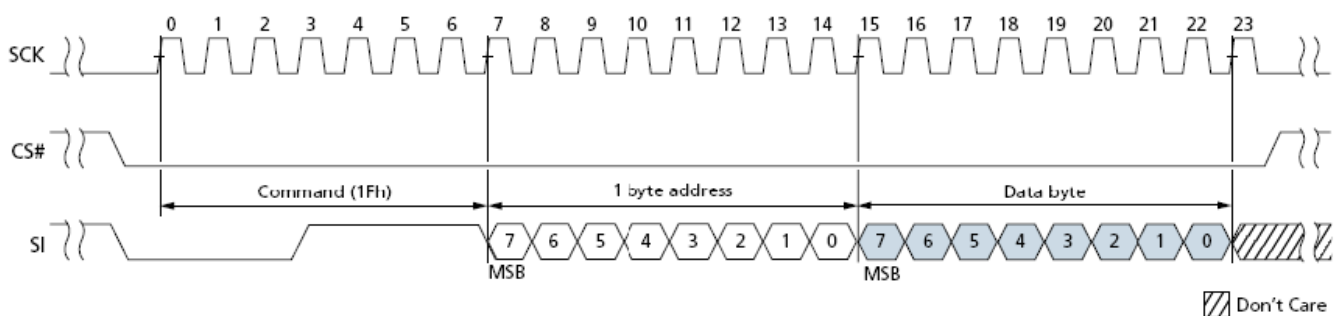 0 1 2 3 4 5 6 7 8 9 10 11 12 13 14 15 16 17 18 19 20 21 22 23
SCK
CS#
Command (1Fh) 1 byte address Data byte
SI 7 6 5 4 3 2 1 0 7 6 5 4 3 2 1 0
MSB MSB
Don't Care